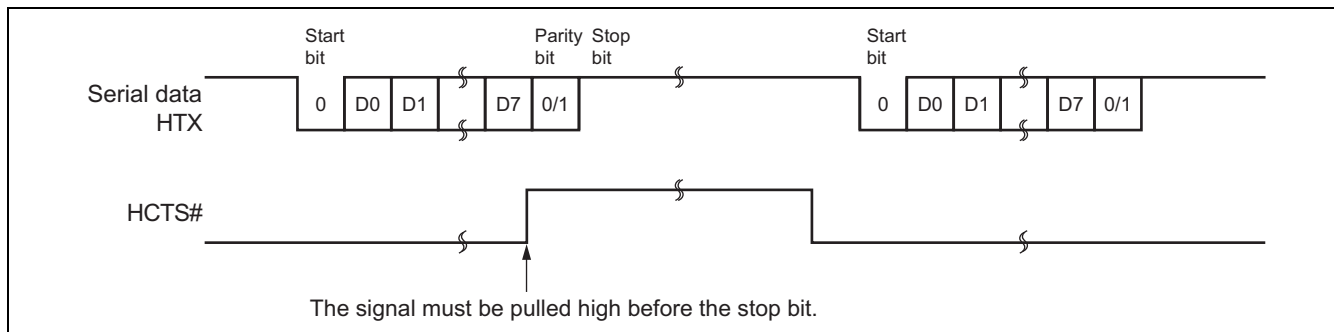 Start
bit
Parity
bit
Stop
bit
Start
bit
Serial data
HTX
0 D0 D1 D7 0/1
0 D0 D1 D7 0/1
HCTS#
The signal must be pulled high before the stop bit.